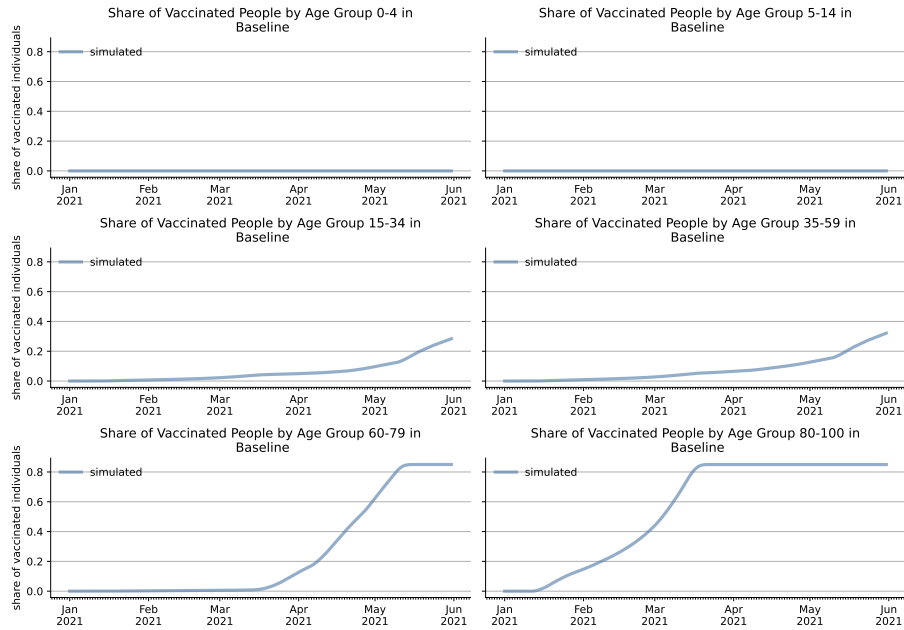 Share of Vaccinated People by Age Group 0-4 in
Baseline
share of vaccinated individuals
0.8
0.6
0.4
0.2
0.0
simulated
Jan
2021
Feb
2021
Mar
2021
Apr
2021
May
2021
Jun
2021
Share of Vaccinated People by Age Group 5-14 in
Baseline
simulated
Jan
2021
Feb
2021
Mar
2021
Apr
2021
May
2021
Jun
2021
Share of Vaccinated People by Age Group 15-34 in
Baseline
share of vaccinated individuals
0.8
0.6
0.4
0.2
0.0
simulated
Jan
2021
Feb
2021
Mar
2021
Apr
2021
May
2021
Jun
2021
Share of Vaccinated People by Age Group 35-59 in
Baseline
simulated
Jan
2021
Feb
2021
Mar
2021
Apr
2021
May
2021
Jun
2021
Share of Vaccinated People by Age Group 60-79 in
Baseline
share of vaccinated individuals
0.8
0.6
0.4
0.2
0.0
simulated
Jan
2021
Feb
2021
Mar
2021
Apr
2021
May
2021
Jun
2021
Share of Vaccinated People by Age Group 80-100 in
Baseline
simulated
Jan
2021
Feb
2021
Mar
2021
Apr
2021
May
2021
Jun
2021